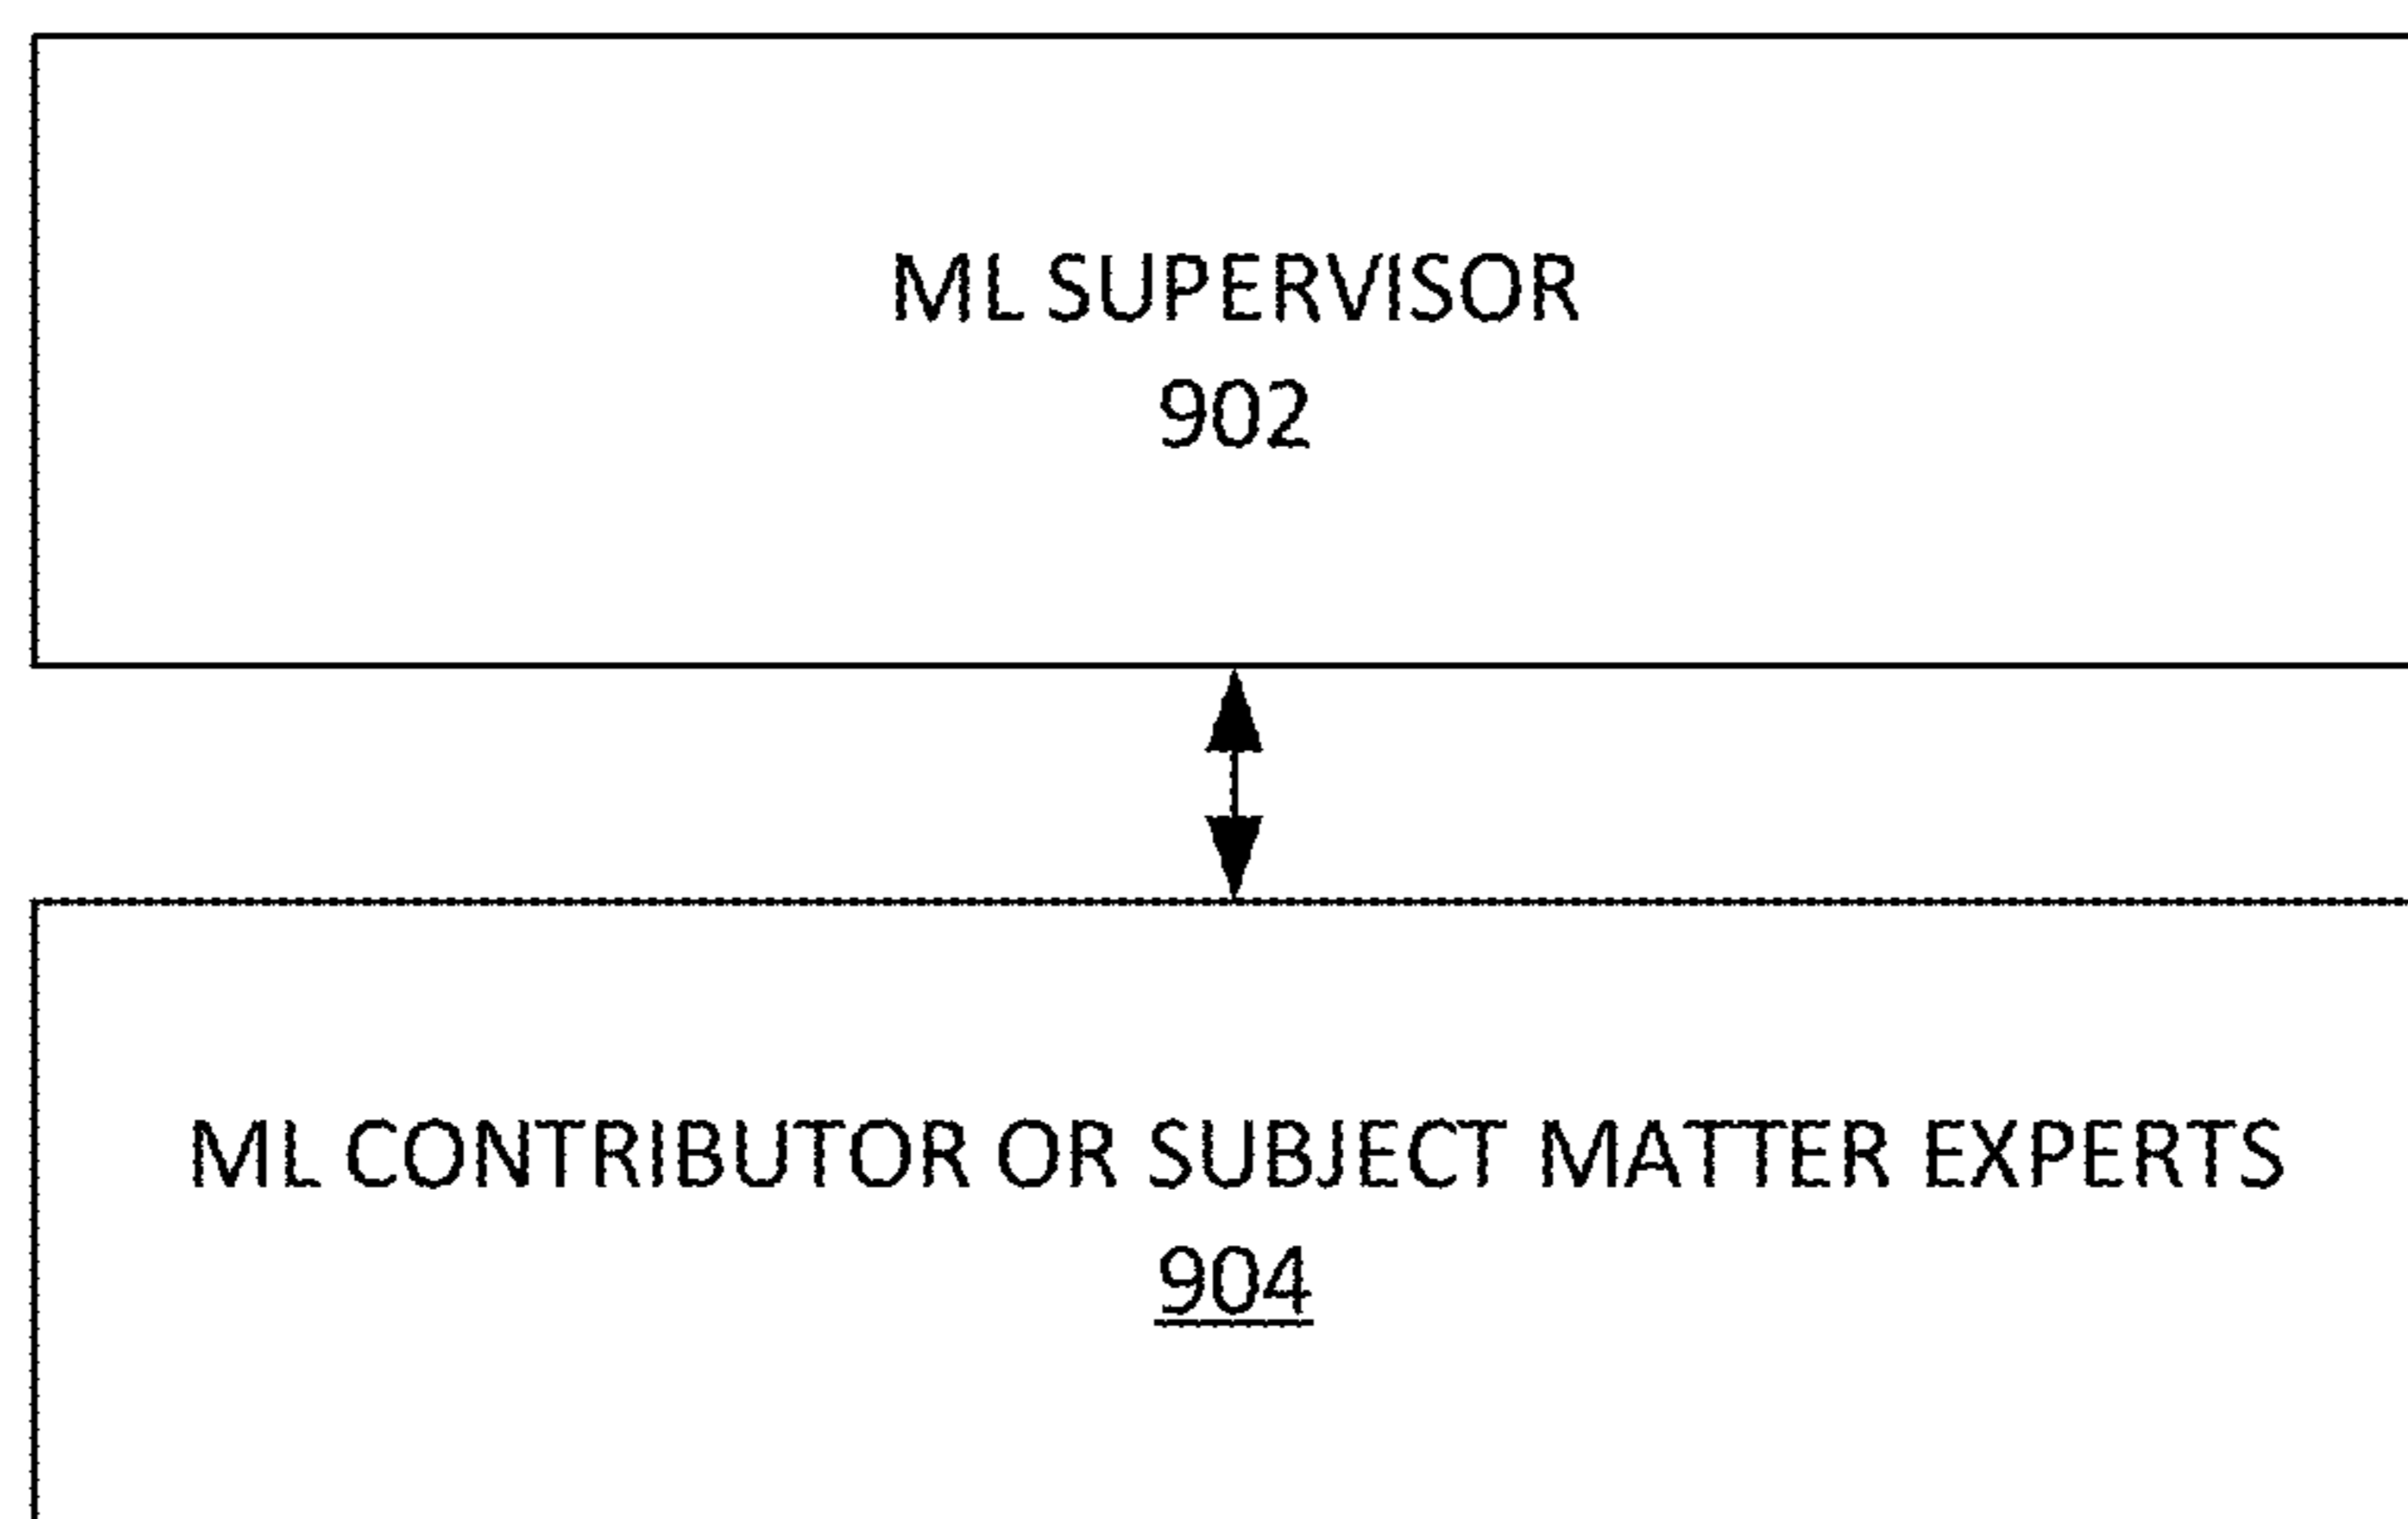 ML SUPERVISOR
902
ML CONTRIBUTOR OR SUBJECT MATTER EXPERTS
904